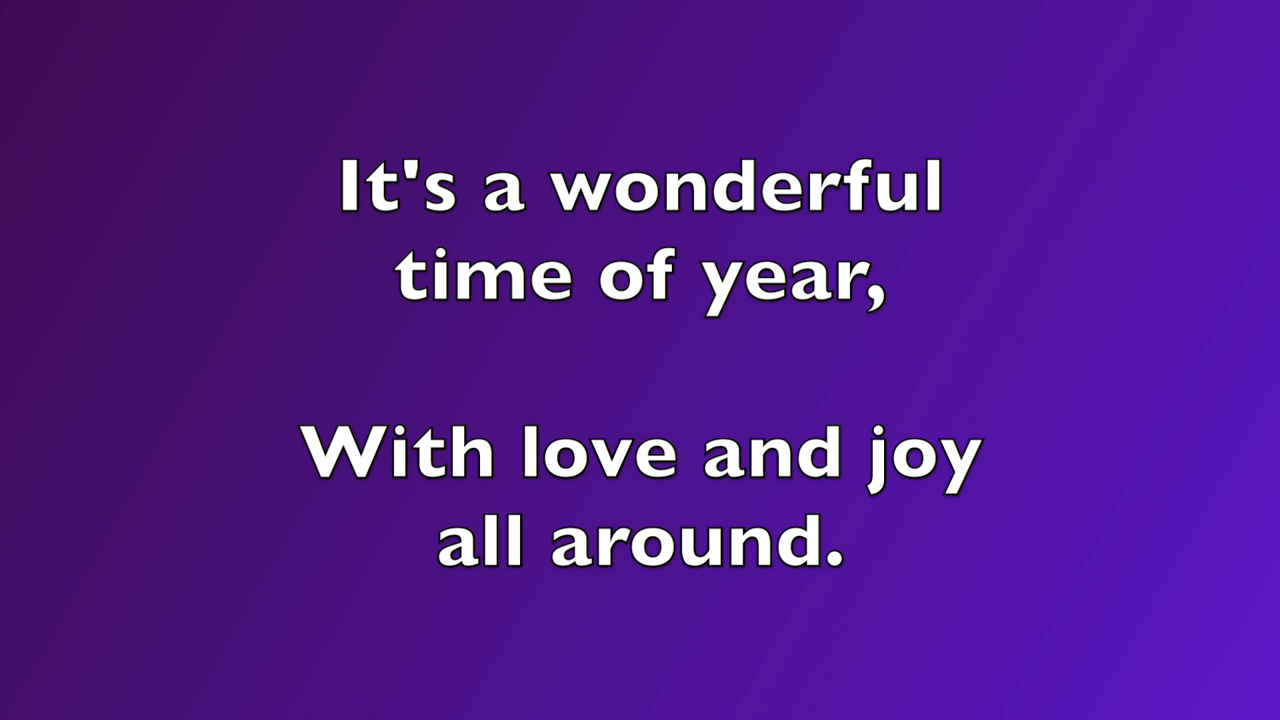 It's a wonderful
time of year,
With love and joy
all around.